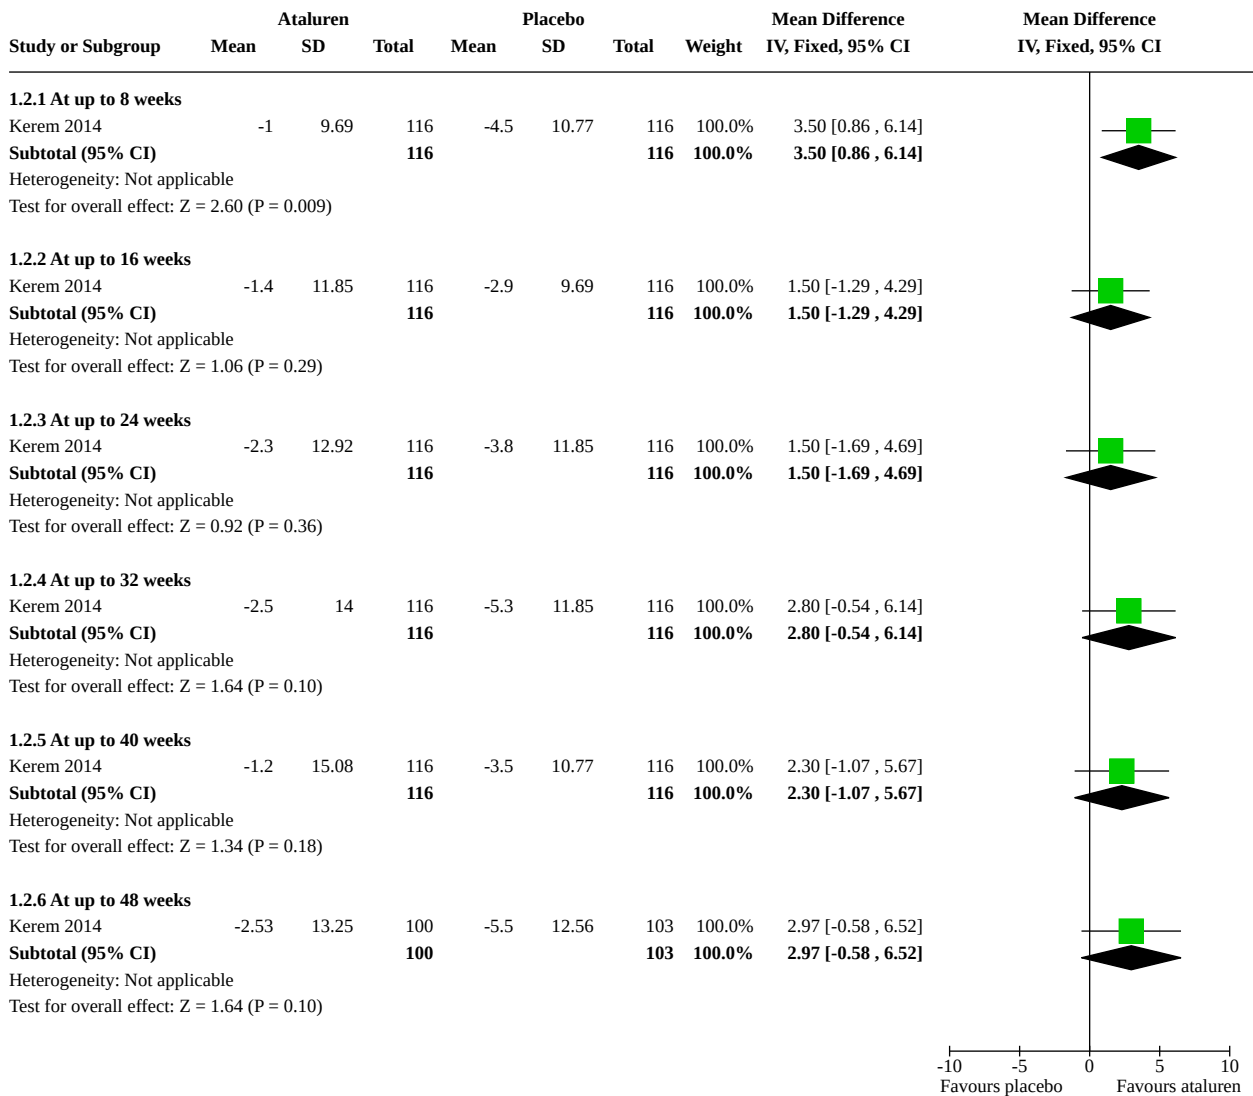 Ataluren Placebo Mean Difference Mean Difference
Study or Subgroup Mean SD Total Mean SD Total Weight IV, Fixed, 95% CI IV, Fixed, 95% CI
1.2.1 At up to 8 weeks
Kerem 2014 -1 9.69 116 -4.5 10.77 116 100.0% 3.50 [0.86 , 6.14]
Subtotal (95% CI) 116 116 100.0% 3.50 [0.86 , 6.14]
Heterogeneity: Not applicable
Test for overall effect: Z = 2.60 (P = 0.009)
1.2.2 At up to 16 weeks
Kerem 2014 -1.4 11.85 116 -2.9 9.69 116 100.0% 1.50 [-1.29 , 4.29]
Subtotal (95% CI) 116 116 100.0% 1.50 [-1.29 , 4.29]
Heterogeneity: Not applicable
Test for overall effect: Z = 1.06 (P = 0.29)
1.2.3 At up to 24 weeks
Kerem 2014 -2.3 12.92 116 -3.8 11.85 116 100.0% 1.50 [-1.69 , 4.69]
Subtotal (95% CI) 116 116 100.0% 1.50 [-1.69 , 4.69]
Heterogeneity: Not applicable
Test for overall effect: Z = 0.92 (P = 0.36)
1.2.4 At up to 32 weeks
Kerem 2014 -2.5 14 116 -5.3 11.85 116 100.0% 2.80 [-0.54 , 6.14]
Subtotal (95% CI) 116 116 100.0% 2.80 [-0.54 , 6.14]
Heterogeneity: Not applicable
Test for overall effect: Z = 1.64 (P = 0.10)
1.2.5 At up to 40 weeks
Kerem 2014 -1.2 15.08 116 -3.5 10.77 116 100.0% 2.30 [-1.07 , 5.67]
Subtotal (95% CI) 116 116 100.0% 2.30 [-1.07 , 5.67]
Heterogeneity: Not applicable
Test for overall effect: Z = 1.34 (P = 0.18)
1.2.6 At up to 48 weeks
Kerem 2014 -2.53 13.25 100 -5.5 12.56 103 100.0% 2.97 [-0.58 , 6.52]
Subtotal (95% CI) 100 103 100.0% 2.97 [-0.58 , 6.52]
Heterogeneity: Not applicable
Test for overall effect: Z = 1.64 (P = 0.10)
-10 -5 0 5 10
Favours placebo Favours ataluren